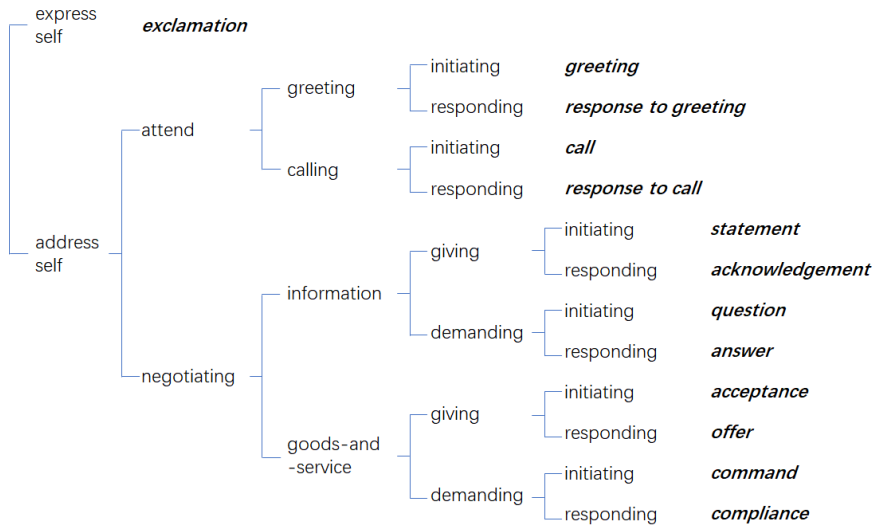 express
self
exclamation
initiating
greeting
greeting
responding
response to greeting
attend
initiating
call
calling
responding
response to call
address
self
initiating
statement
giving
responding
acknowledgement
information
initiating
question
demanding
responding
answer
negotiating
initiating
acceptance
giving
responding
offer
goods-and
-service
initiating
command
demanding
responding
compliance